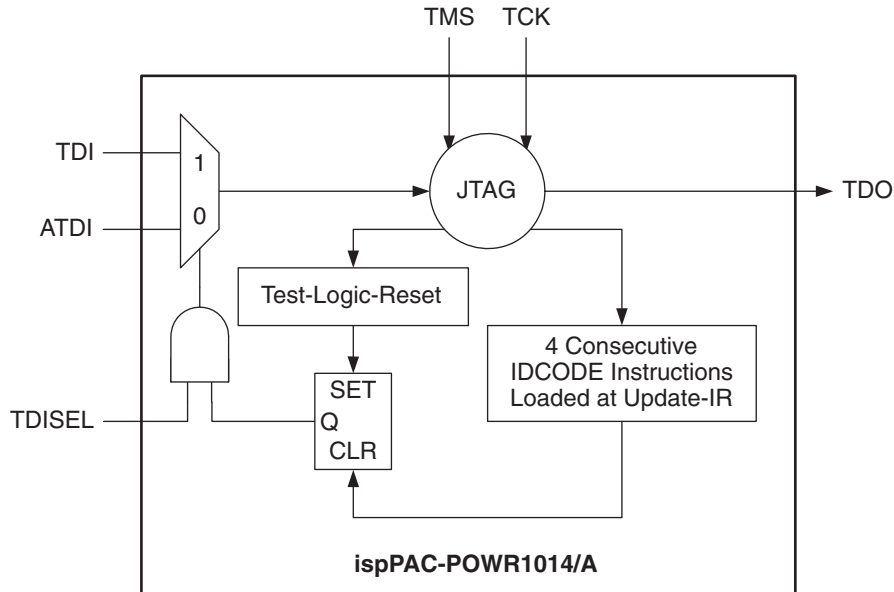 TMS
TCK
TDI
1
JTAG
TDO
0
ATDI
Test-Logic-Reset
4 Consecutive
IDCODE Instructions
Loaded at Update-IR
SET
TDISEL
Q
CLR
ispPAC-POWR1014/A